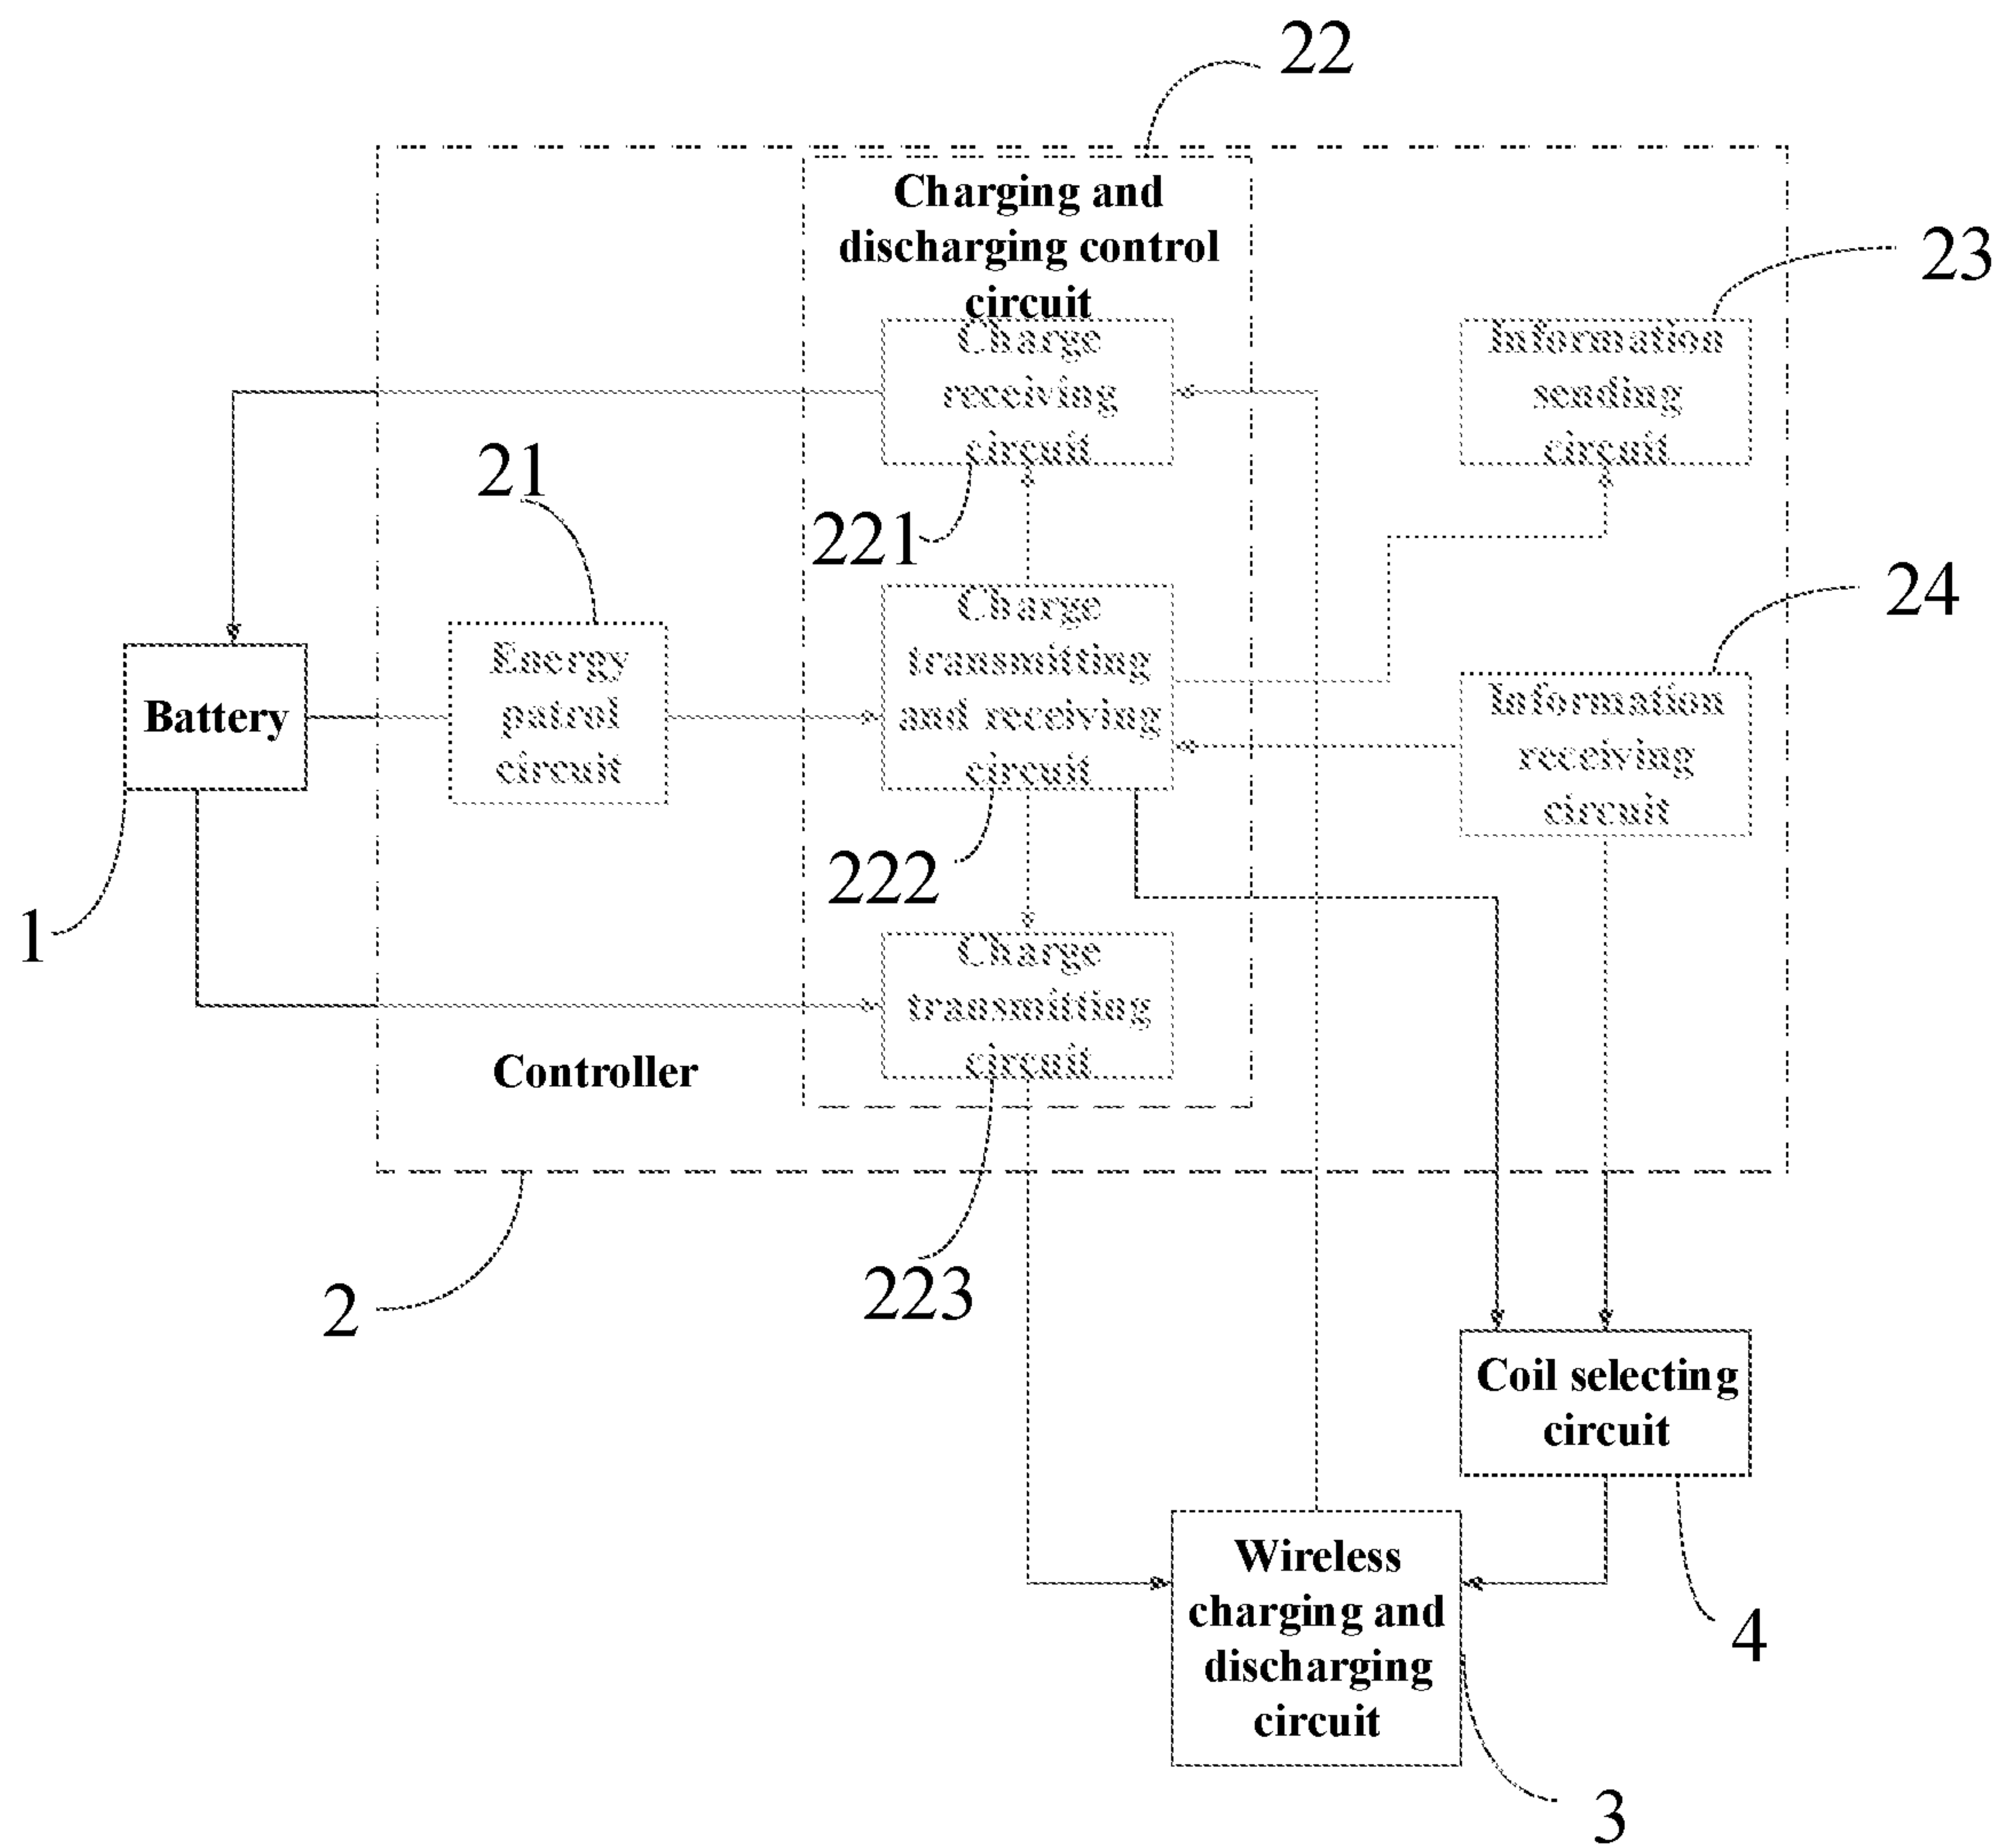 22
Charging and
discharging control
circuit
23
Charge
receiving
circuit
Information
sending
circuit
21
221
24
Energy
patrol
circuit
Charge
transmitting
and receiving
circuit
Information
receiving
circuit
Battery
222
1
Charge
transmitting
circuit
Controller
223
2
Coil selecting
circuit
Wireless
charging and
discharging
circuit
4
3